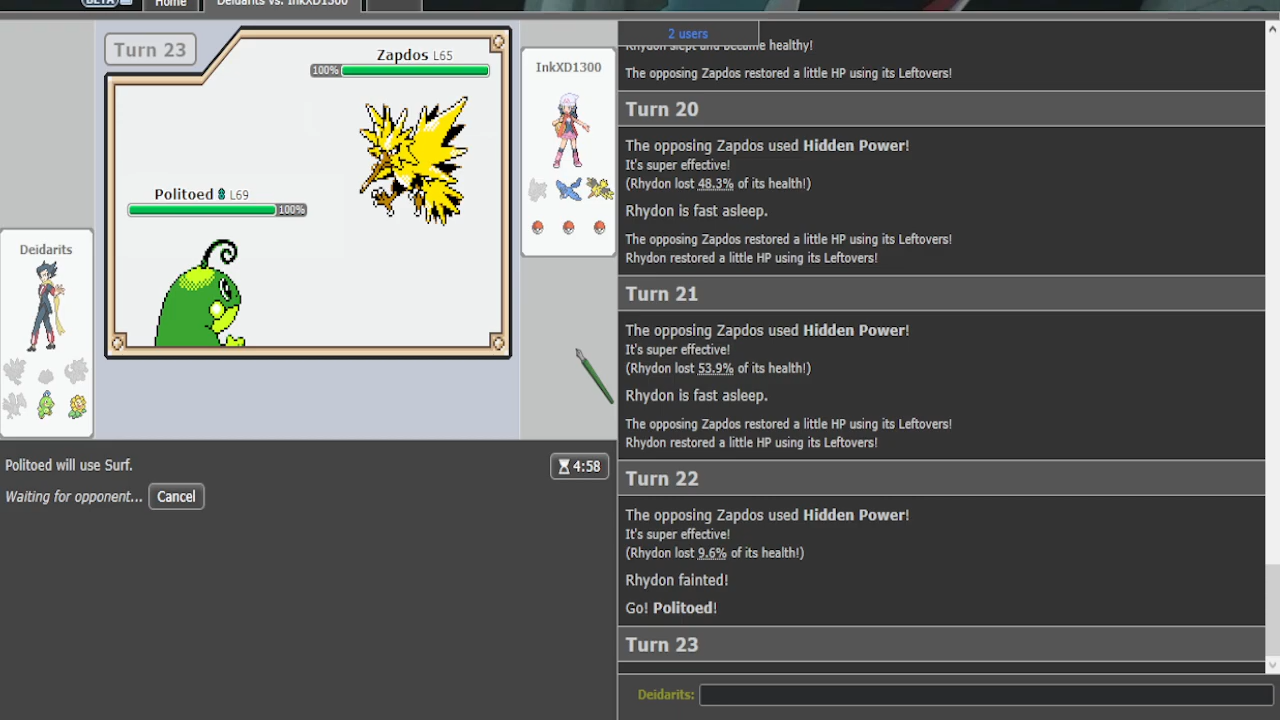 BETA
Home
Deidarits vs. InkXD1300
Turn 23
Zapdos L65
100%
Politoed L69
100%
InkXD1300
Deidarits
Politoed will use Surf.
4:58
Waiting for opponent...
Cancel
2 users
Rhydon slept and became healthy!
The opposing Zapdos restored a little HP using its Leftovers!
Turn 20
The opposing Zapdos used Hidden Power!
It's super effective!
(Rhydon lost 48.3% of its health!)
Rhydon is fast asleep.
The opposing Zapdos restored a little HP using its Leftovers!
Rhydon restored a little HP using its Leftovers!
Turn 21
The opposing Zapdos used Hidden Power!
It's super effective!
(Rhydon lost 53.9% of its health!)
Rhydon is fast asleep.
The opposing Zapdos restored a little HP using its Leftovers!
Rhydon restored a little HP using its Leftovers!
Turn 22
The opposing Zapdos used Hidden Power!
It's super effective!
(Rhydon lost 9.6% of its health!)
Rhydon fainted!
Go! Politoed!
Turn 23
Deidarits: